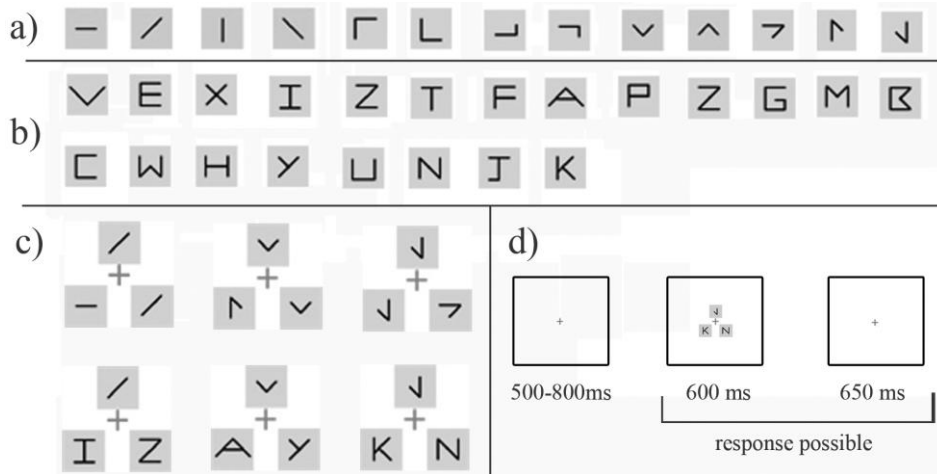 a)
V E X I Z T F A P Z G M B
b)
C W H Y U N J K
c)
d)
K N
500-800ms 600 ms 650 ms
response possible
I Z A Y K N